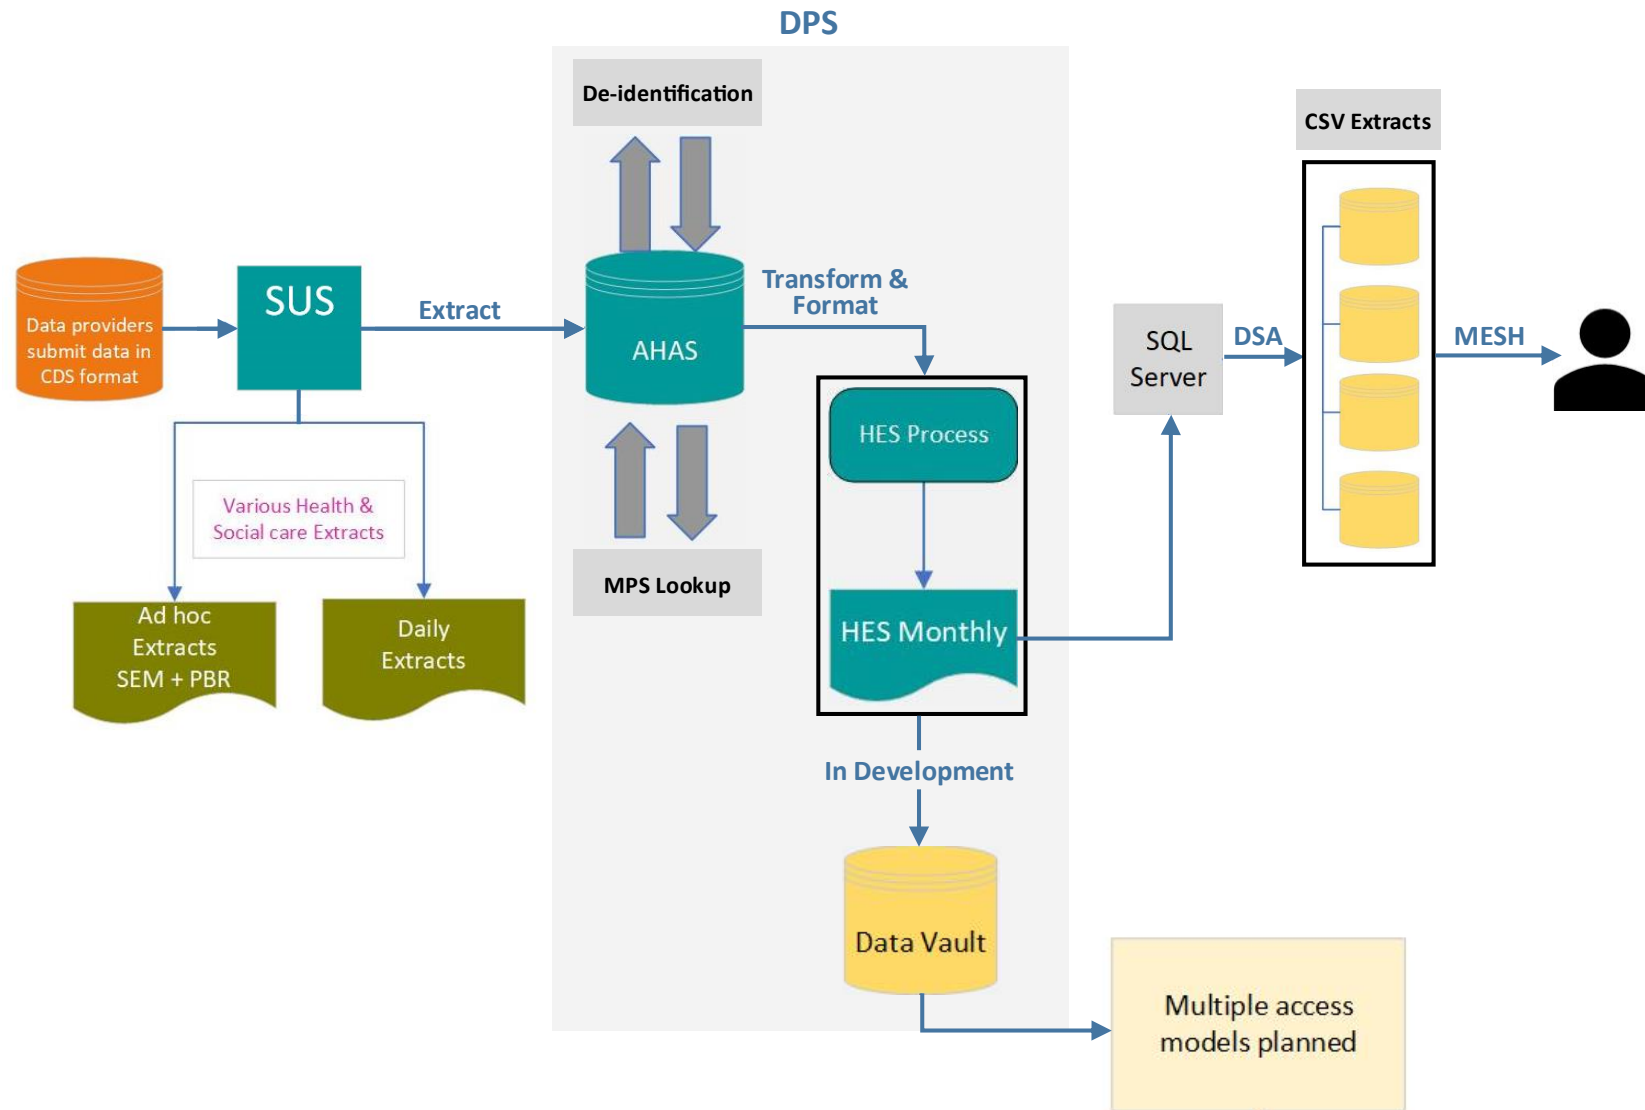 DPS
De-identification
CSV Extracts
Data providers
submit data in
CDS format
SUS
Extract
AHAS
Transform &
Format
SQL
Server
DSA
MESH
HES Process
Various Health &
Social care Extracts
MPS Lookup
Ad hoc
Extracts
SEM + PBR
Daily
Extracts
HES Monthly
In Development
Data Vault
Multiple access
models planned